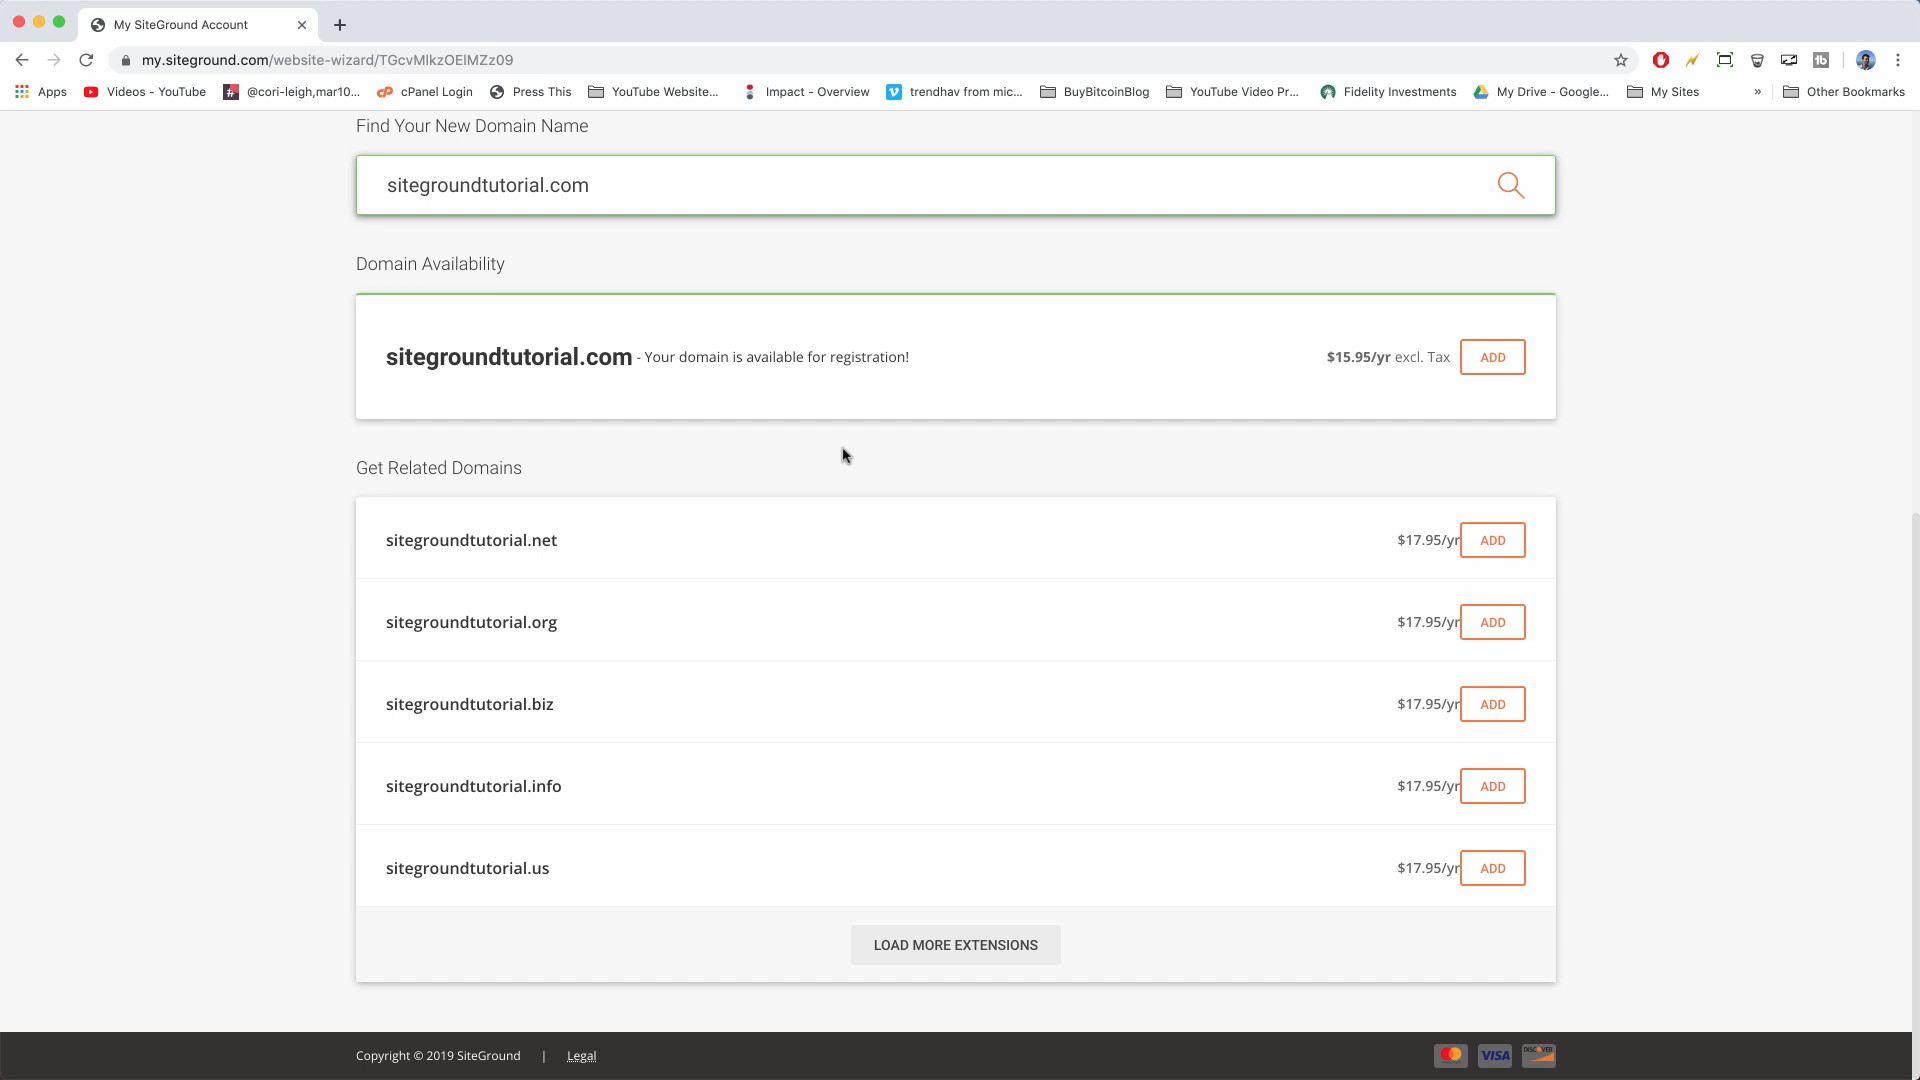 My SiteGround Account
my.siteground.com/website-wizard/TGcvMlkzOElMZz09
Apps
Videos - YouTube
@cori-leigh,mar10...
cPanel Login
Press This
YouTube Website...
Impact - Overview
trendhav from mic...
BuyBitcoinBlog
YouTube Video Pr...
Fidelity Investments
My Drive - Google...
My Sites
»
Other Bookmarks
Find Your New Domain Name
sitegroundtutorial.com
Domain Availability
sitegroundtutorial.com - Your domain is available for registration! $15.95/yr excl. Tax ADD
Get Related Domains
sitegroundtutorial.net $17.95/yr ADD
sitegroundtutorial.org $17.95/yr ADD
sitegroundtutorial.biz $17.95/yr ADD
sitegroundtutorial.info $17.95/yr ADD
sitegroundtutorial.us $17.95/yr ADD
LOAD MORE EXTENSIONS
Copyright © 2019 SiteGround | Legal
VISA
DISCOVER